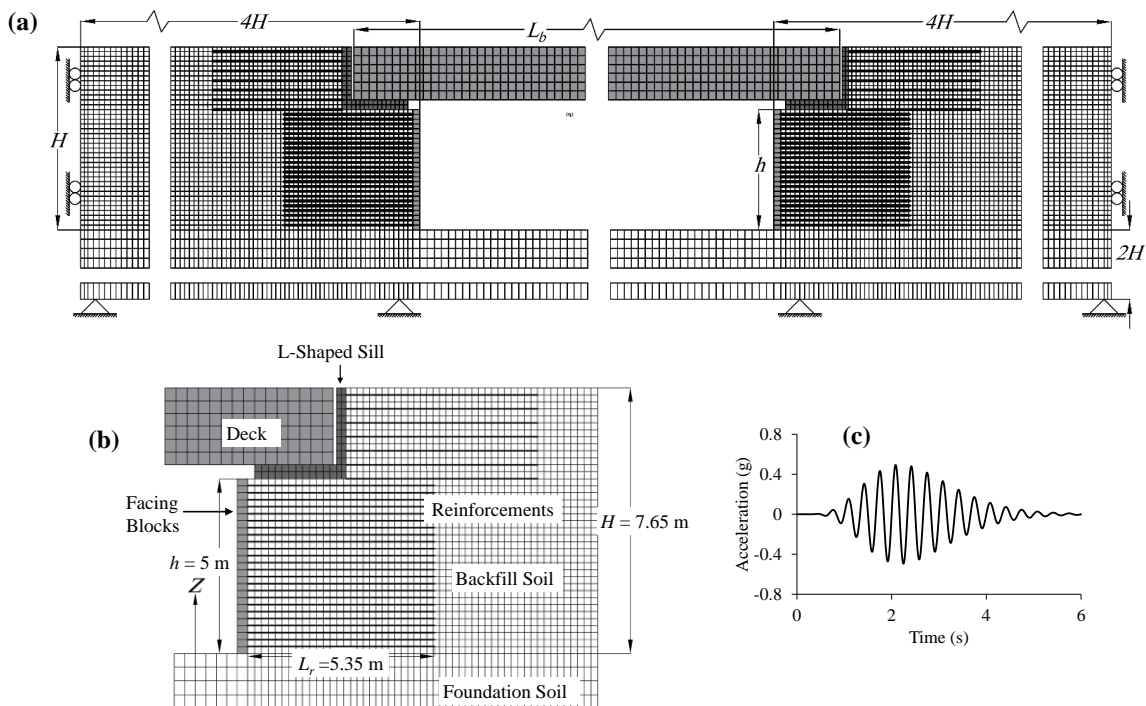 (a)
4H
L_b
4H
H
h
2H
L-Shaped Sill
(b)
Deck
Facing
Blocks
Reinforcements
H = 7.65 m
h = 5 m
Z
Backfill Soil
L_r =5.35 m
Foundation Soil
(c)
Acceleration (g)
0.8
0.4
0
-0.4
-0.8
0 2 4 6
Time (s)